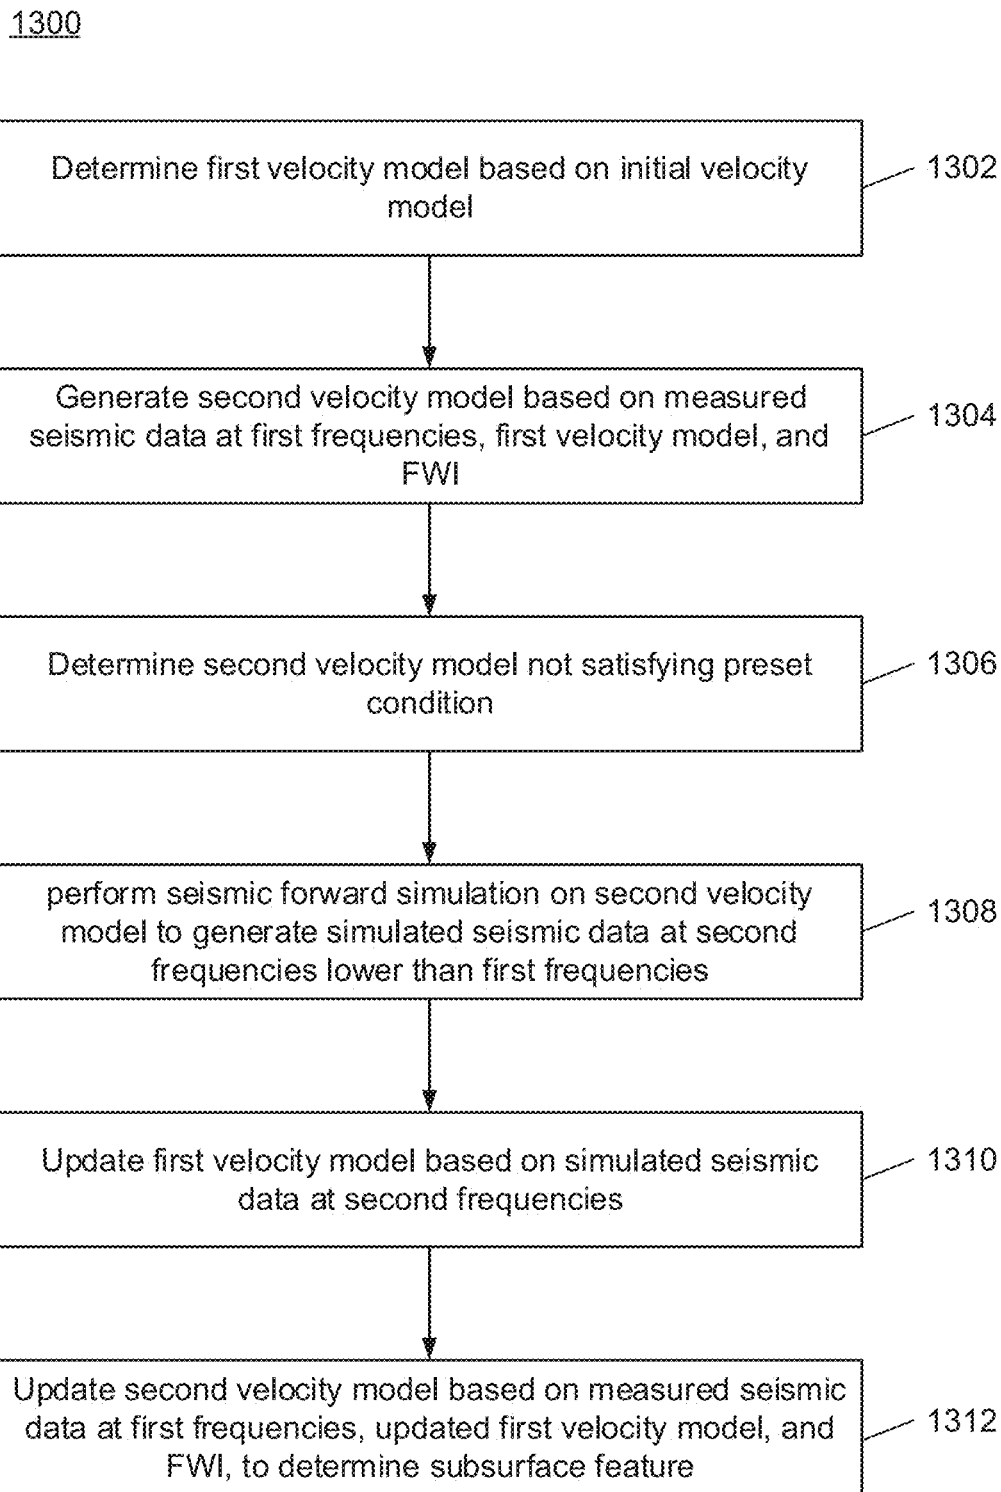 1300
Determine first velocity model based on initial velocity
model
1302
Generate second velocity model based on measured
seismic data at first frequencies, first velocity model, and
FWI
1304
Determine second velocity model not satisfying preset
condition
1306
perform seismic forward simulation on second velocity
model to generate simulated seismic data at second
frequencies lower than first frequencies
1308
Update first velocity model based on simulated seismic
data at second frequencies
1310
Update second velocity model based on measured seismic
data at first frequencies, updated first velocity model, and
FWI, to determine subsurface feature
1312